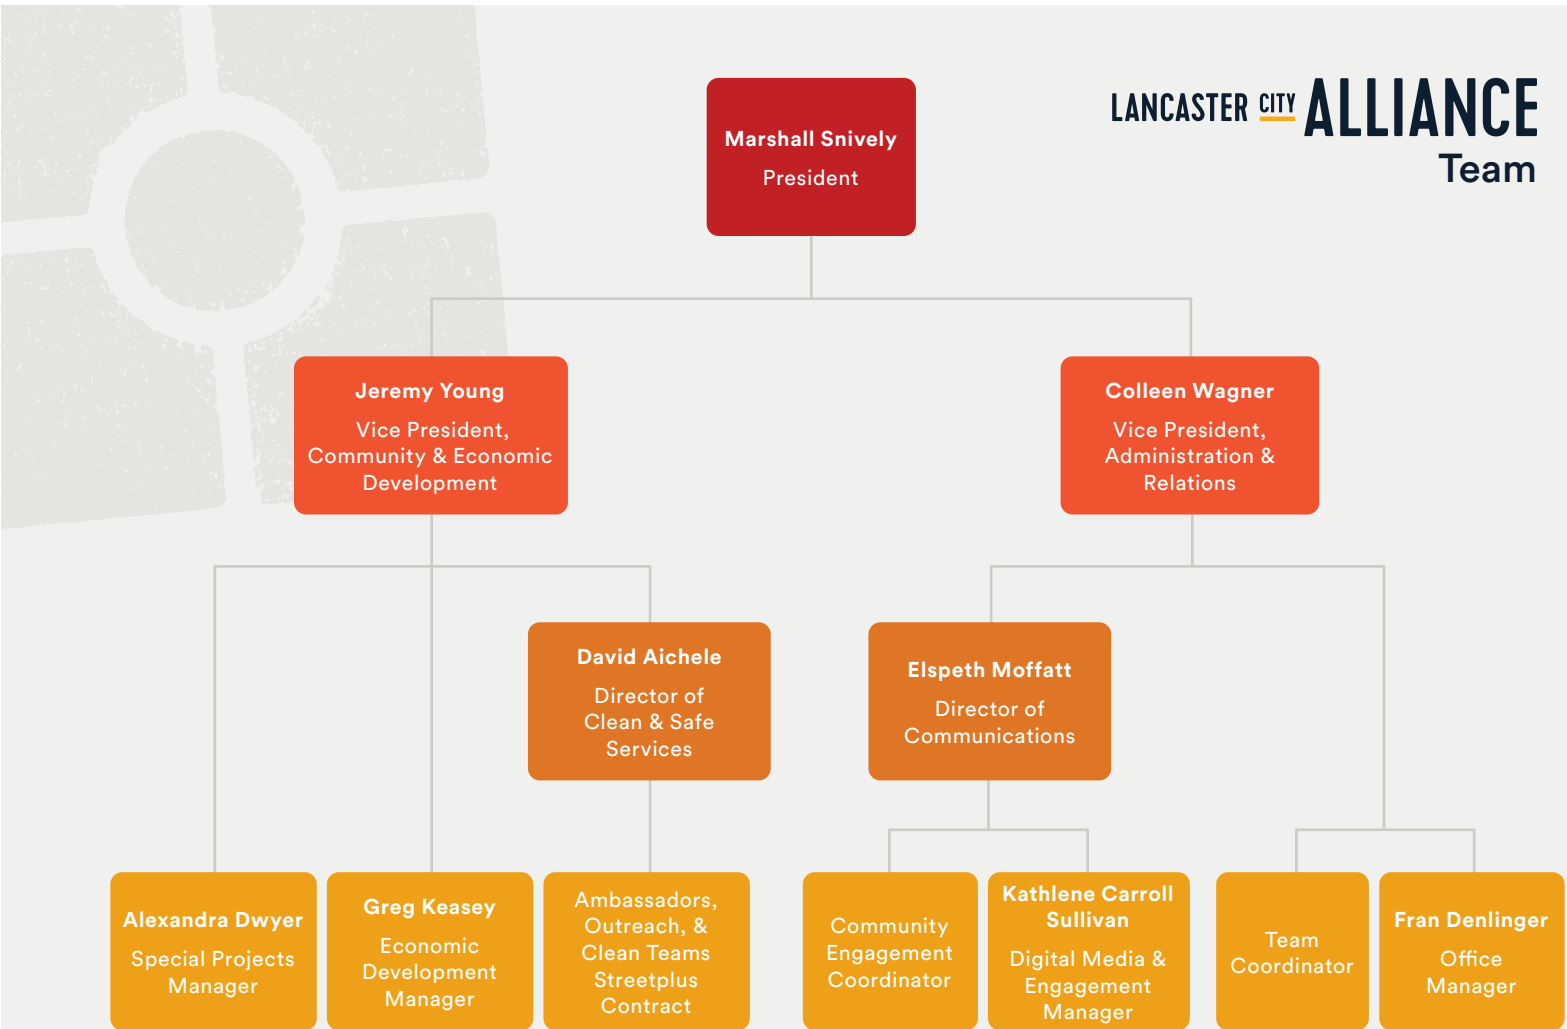 LANCASTER CITY ALLIANCE
Team
Marshall Snively
President
Jeremy Young
Vice President,
Community & Economic
Development
Colleen Wagner
Vice President,
Administration &
Relations
David Aichele
Director of
Clean & Safe
Services
Elspeth Moffatt
Director of
Communications
Alexandra Dwyer
Special Projects
Manager
Greg Keasey
Economic
Development
Manager
Ambassadors,
Outreach, &
Clean Teams
Streetplus
Contract
Community
Engagement
Coordinator
Kathlene Carroll
Sullivan
Digital Media &
Engagement
Manager
Team
Coordinator
Fran Denlinger
Office
Manager